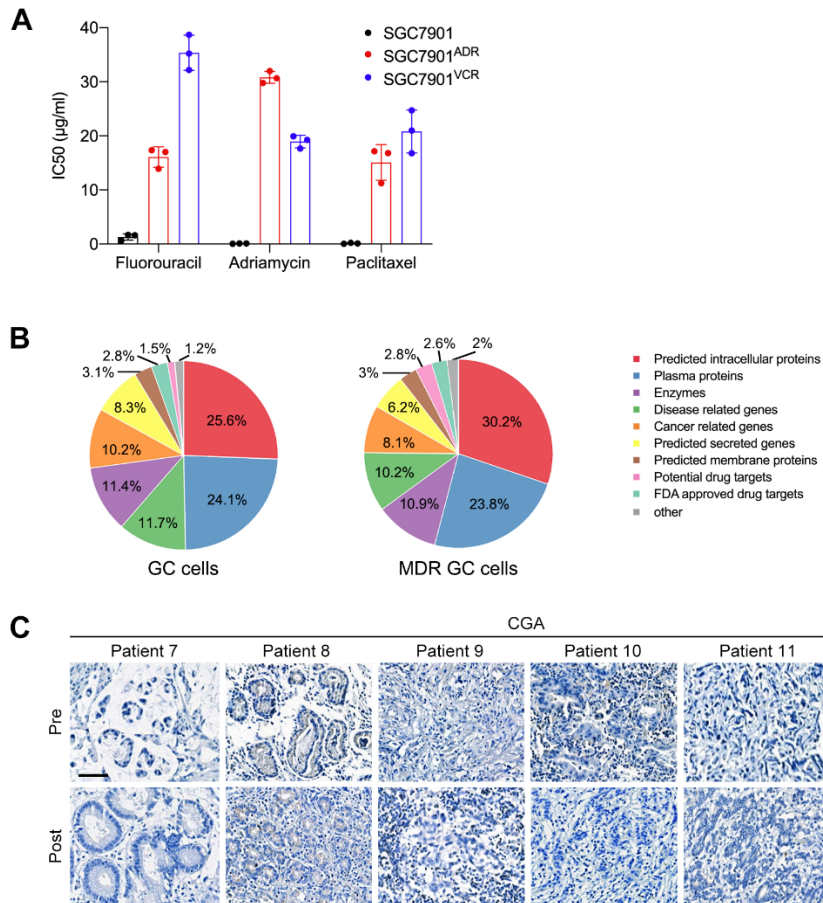 A
SGC7901
SGC7901ADR
SGC7901VCR
IC50 (μg/ml)
40
30
20
10
0
Fluorouracil Adriamycin Paclitaxel
B
25.6%
24.1%
11.7%
11.4%
10.2%
8.3%
3.1%
2.8%
1.5%
1.2%
GC cells
30.2%
23.8%
10.9%
10.2%
8.1%
6.2%
3%
2.8%
2.6%
2%
MDR GC cells
Predicted intracellular proteins
Plasma proteins
Enzymes
Disease related genes
Cancer related genes
Predicted secreted genes
Predicted membrane proteins
Potential drug targets
FDA approved drug targets
other
C
CGA
Patient 7 Patient 8 Patient 9 Patient 10 Patient 11
Pre
Post